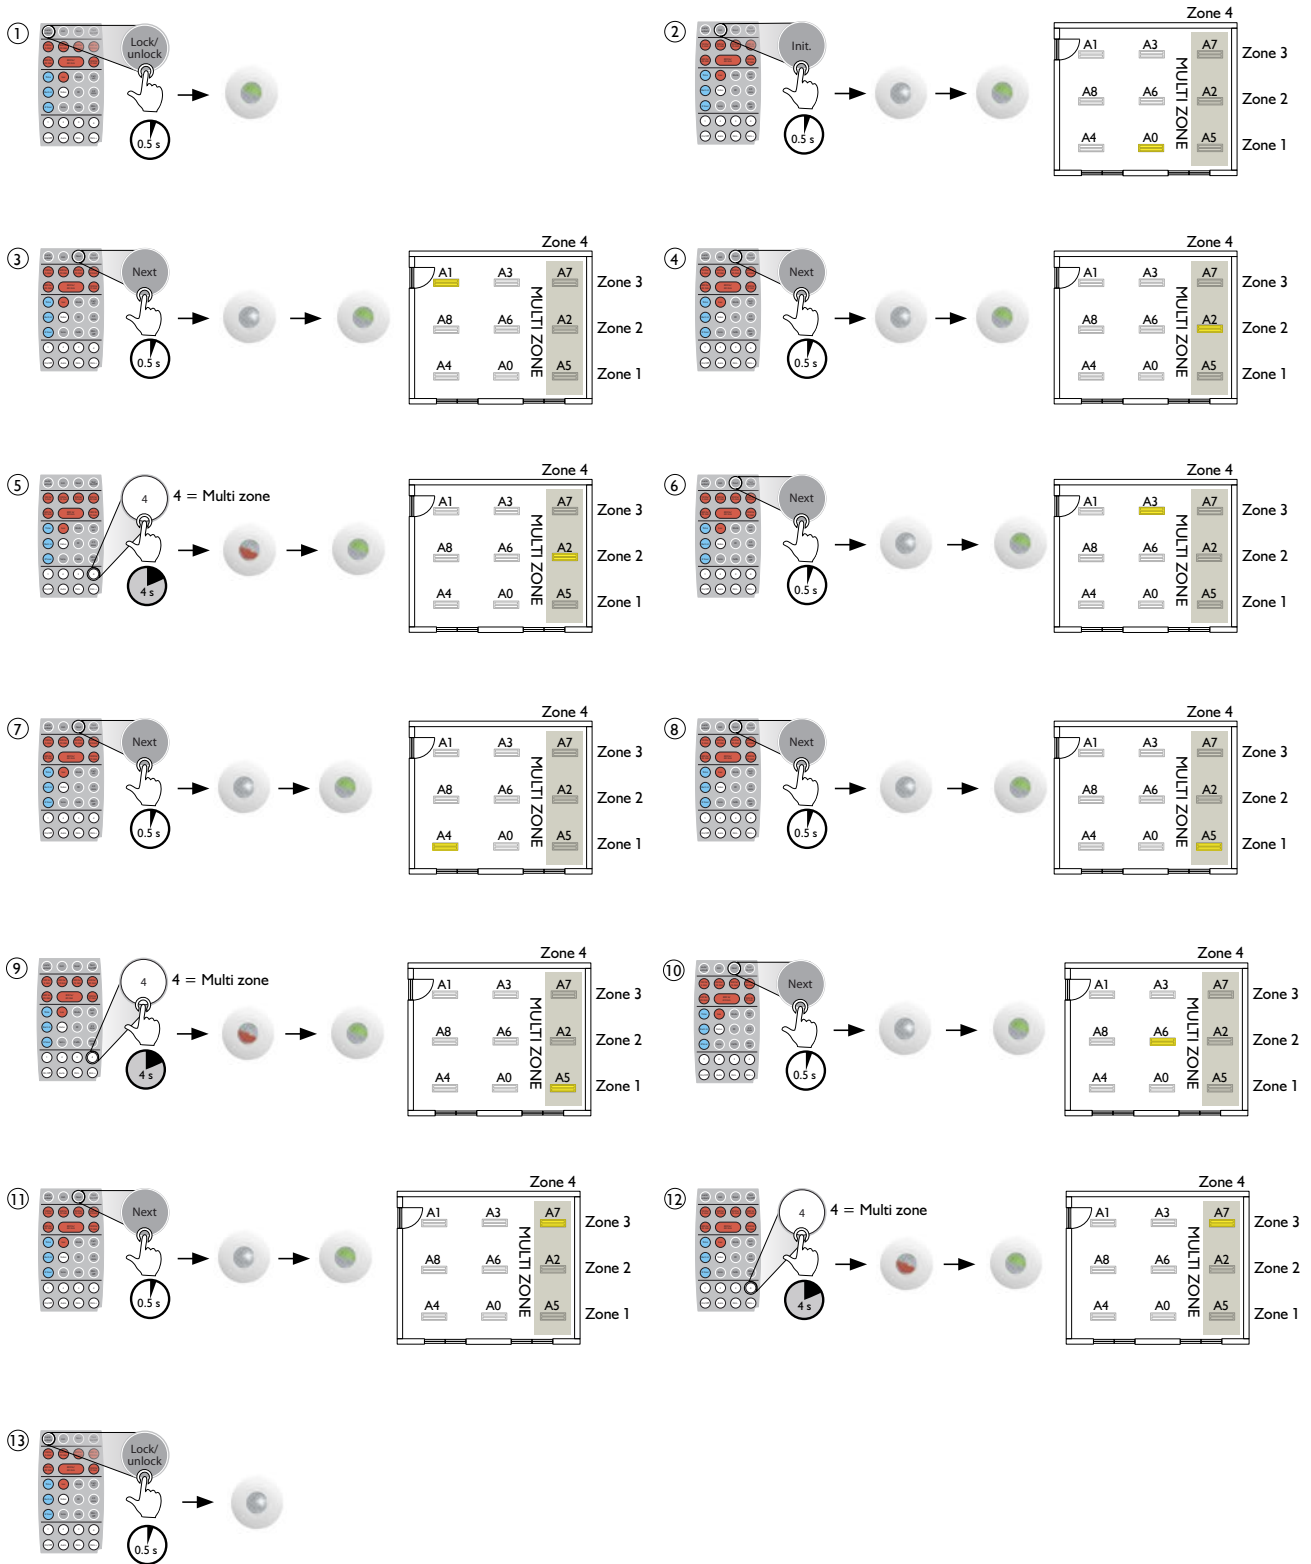 1
Lock/
unlock
0.5 s
2
Init.
0.5 s
Zone 4
A1 A3 A7 Zone 3
A8 A6 A2 Zone 2
A4 A0 A5 Zone 1
MULTI ZONE
3
Next
0.5 s
Zone 4
A1 A3 A7 Zone 3
A8 A6 A2 Zone 2
A4 A0 A5 Zone 1
MULTI ZONE
4
Next
0.5 s
Zone 4
A1 A3 A7 Zone 3
A8 A6 A2 Zone 2
A4 A0 A5 Zone 1
MULTI ZONE
5
4
4 = Multi zone
4 s
Zone 4
A1 A3 A7 Zone 3
A8 A6 A2 Zone 2
A4 A0 A5 Zone 1
MULTI ZONE
6
Next
0.5 s
Zone 4
A1 A3 A7 Zone 3
A8 A6 A2 Zone 2
A4 A0 A5 Zone 1
MULTI ZONE
7
Next
0.5 s
Zone 4
A1 A3 A7 Zone 3
A8 A6 A2 Zone 2
A4 A0 A5 Zone 1
MULTI ZONE
8
Next
0.5 s
Zone 4
A1 A3 A7 Zone 3
A8 A6 A2 Zone 2
A4 A0 A5 Zone 1
MULTI ZONE
9
4
4 = Multi zone
4 s
Zone 4
A1 A3 A7 Zone 3
A8 A6 A2 Zone 2
A4 A0 A5 Zone 1
MULTI ZONE
10
Next
0.5 s
Zone 4
A1 A3 A7 Zone 3
A8 A6 A2 Zone 2
A4 A0 A5 Zone 1
MULTI ZONE
11
Next
0.5 s
Zone 4
A1 A3 A7 Zone 3
A8 A6 A2 Zone 2
A4 A0 A5 Zone 1
MULTI ZONE
12
4
4 = Multi zone
4 s
Zone 4
A1 A3 A7 Zone 3
A8 A6 A2 Zone 2
A4 A0 A5 Zone 1
MULTI ZONE
13
Lock/
unlock
0.5 s